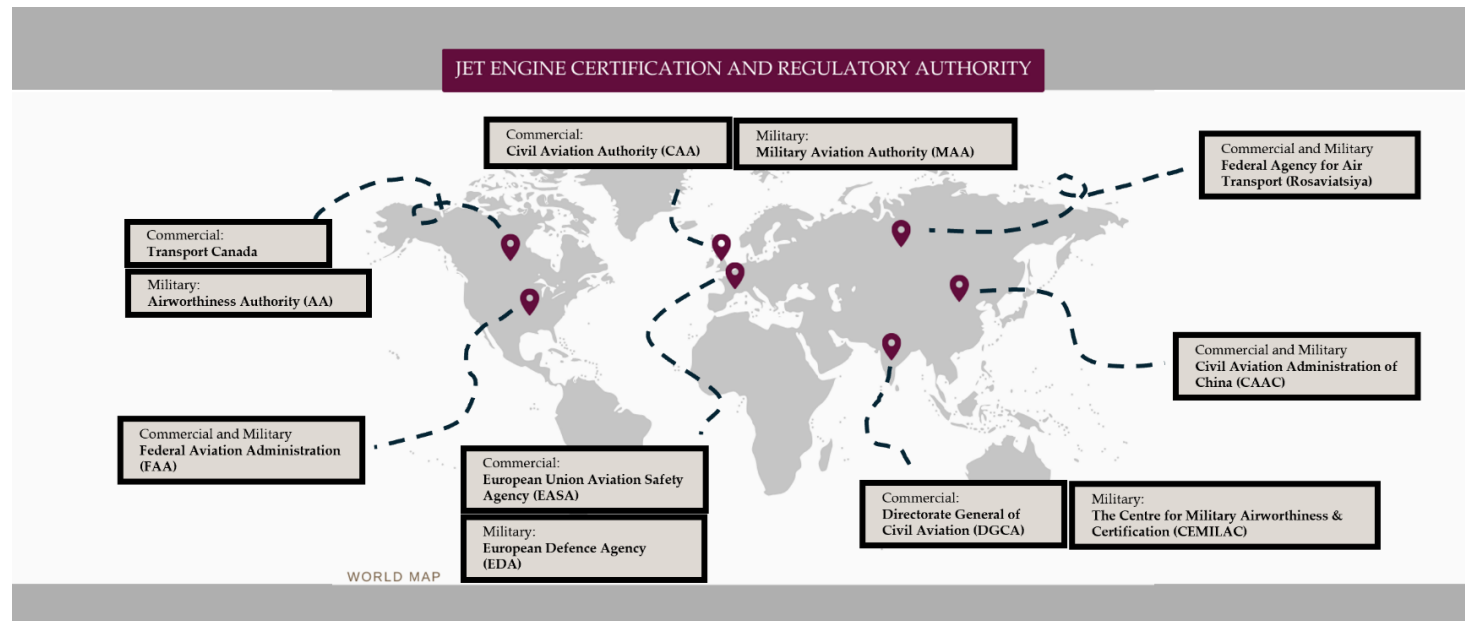 JET ENGINE CERTIFICATION AND REGULATORY AUTHORITY
Commercial:
Civil Aviation Authority (CAA)
Military:
Military Aviation Authority (MAA)
Commercial and Military
Federal Agency for Air
Transport (Rosaviatsiya)
Commercial:
Transport Canada
Military:
Airworthiness Authority (AA)
Commercial and Military
Civil Aviation Administration of
China (CAAC)
Commercial and Military
Federal Aviation Administration
(FAA)
Commercial:
European Union Aviation Safety
Agency (EASA)
Military:
European Defence Agency
(EDA)
Commercial:
Directorate General of
Civil Aviation (DGCA)
Military:
The Centre for Military Airworthiness &
Certification (CEMILAC)
WORLD MAP